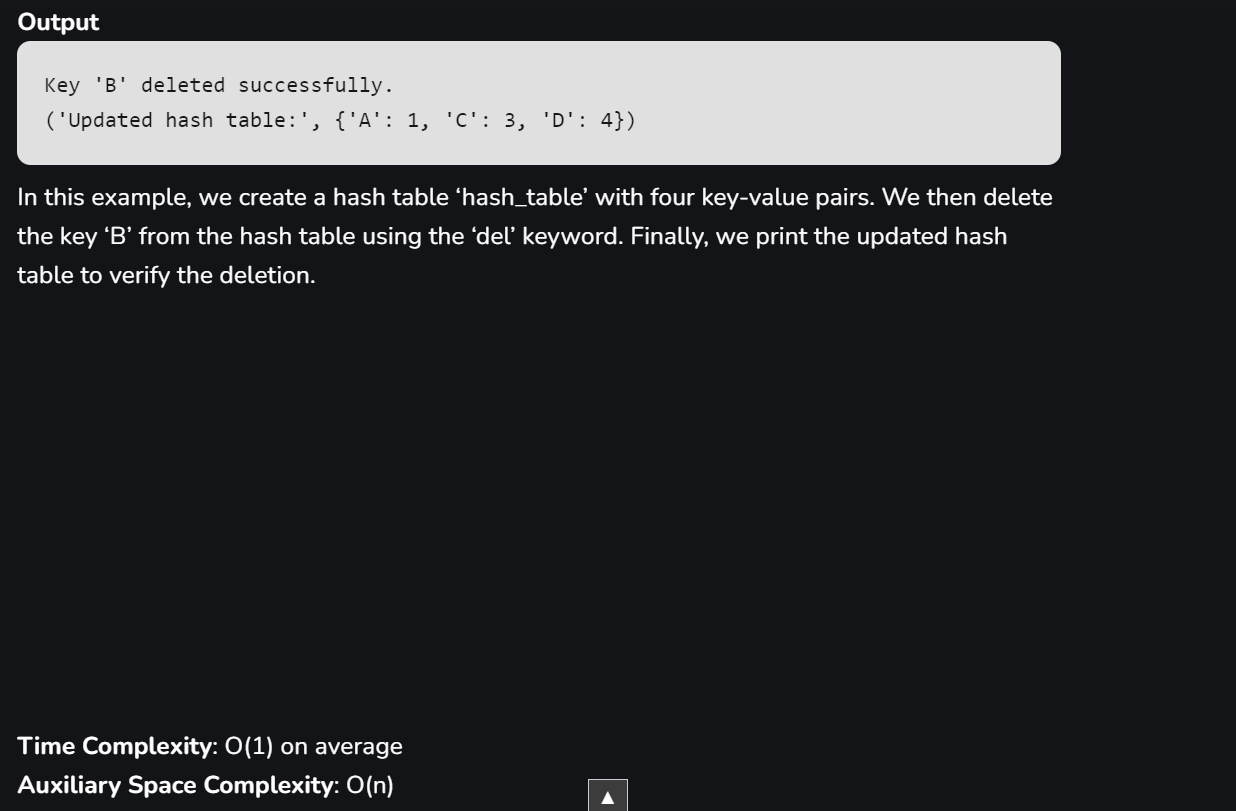 Output
Key 'B' deleted successfully.
('Updated hash table:', {'A': 1, 'C': 3, 'D': 4})
In this example, we create a hash table ‘hash_table’ with four key-value pairs. We then delete
the key ‘B’ from the hash table using the ‘del’ keyword. Finally, we print the updated hash
table to verify the deletion.
Time Complexity: O(1) on average
Auxiliary Space Complexity: O(n)